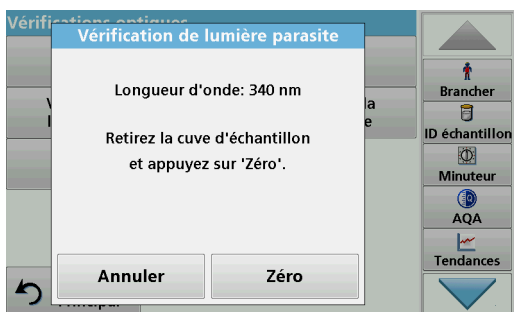 Vérifications optiques
Vérification de lumière parasite
Longueur d'onde: 340 nm
Retirez la cuve d'échantillon
et appuyez sur 'Zéro'.
Annuler
Zéro
Principal
Brancher
ID échantillon
Minuteur
AQA
Tendances